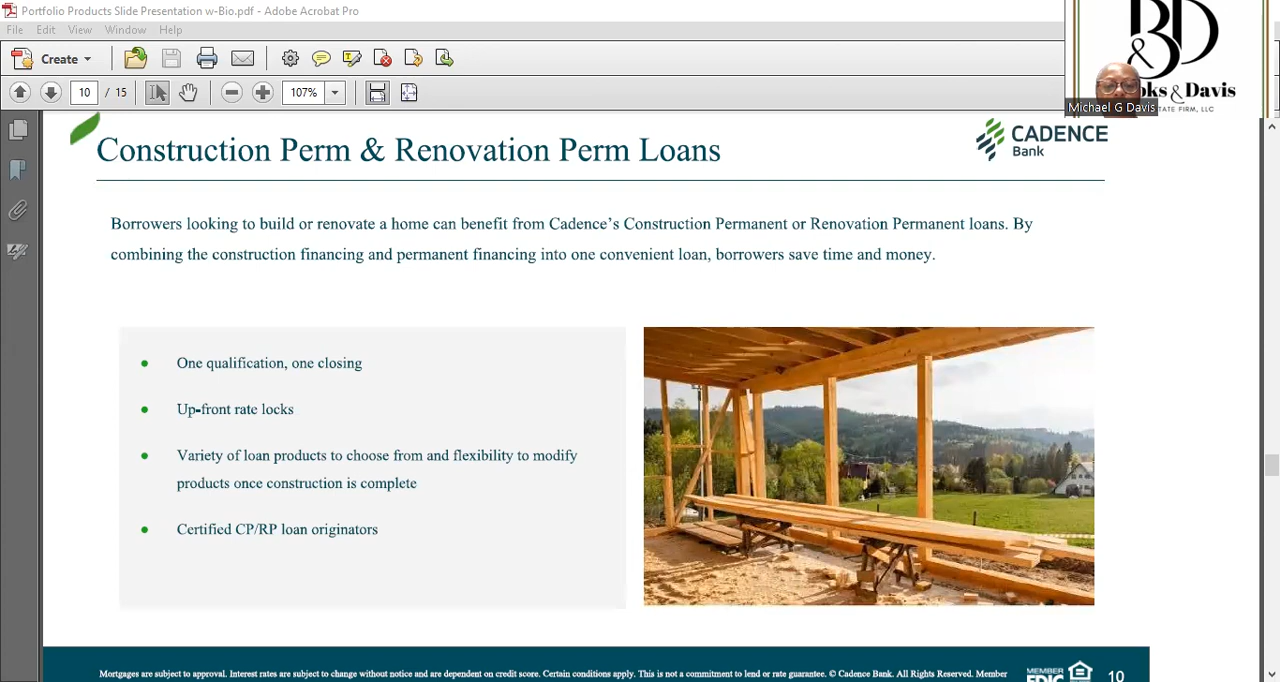 Portfolio Products Slide Presentation w-Bio.pdf - Adobe Acrobat Pro
File Edit View Window Help
Create
10 / 15 107%
B&D
&Davis
Michael G Davis
TATE FIRM, LLC
Construction Perm & Renovation Perm Loans
CADENCE
Bank
Borrowers looking to build or renovate a home can benefit from Cadence's Construction Permanent or Renovation Permanent loans. By
combining the construction financing and permanent financing into one convenient loan, borrowers save time and money.
One qualification, one closing
Up-front rate locks
Variety of loan products to choose from and flexibility to modify
products once construction is complete
Certified CP/RP loan originators
Mortgages are subject to approval. Interest rates are subject to change without notice and are dependent on credit score. Certain conditions apply. This is not a commitment to lend or rate guarantee. © Cadence Bank. All Rights Reserved. Member
MEMBER
FDIC
10